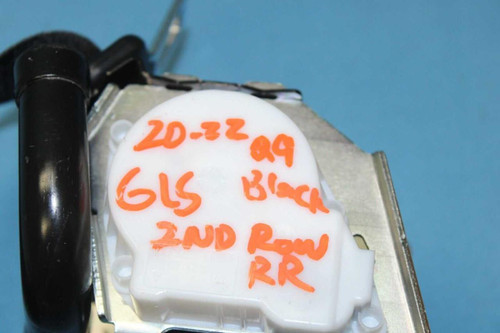 20-22 Q9
GLS Black
2ND Row
RR